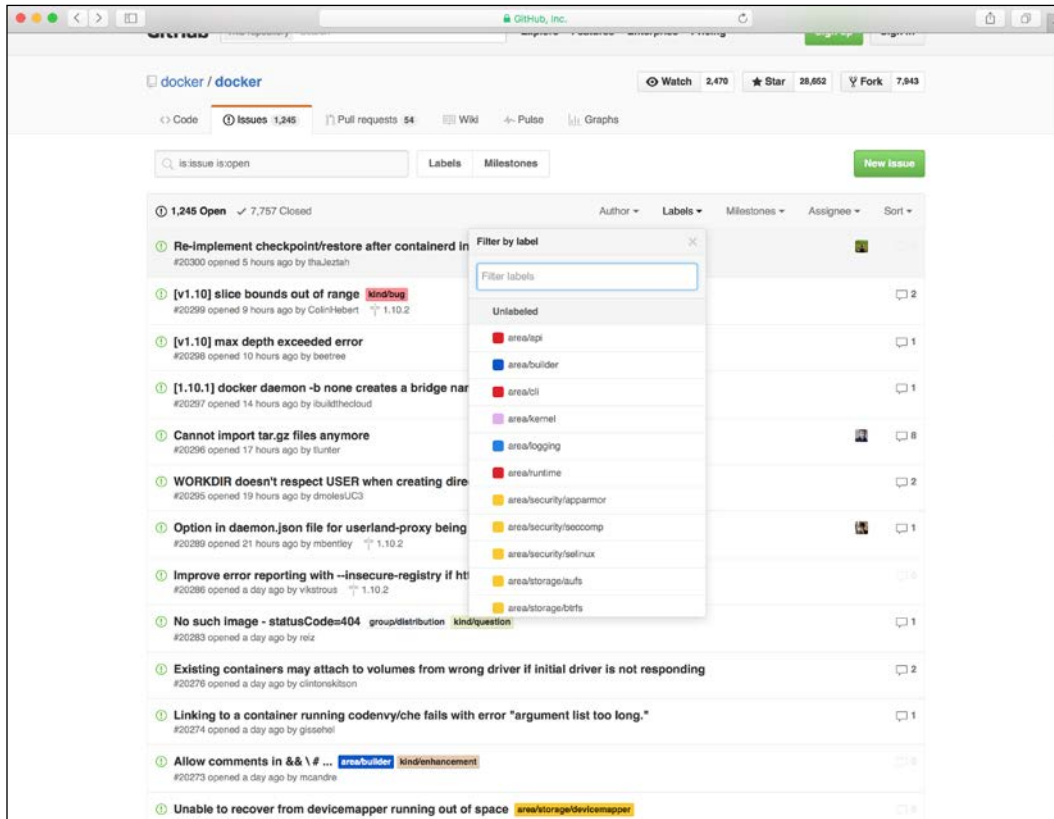 GitHub, Inc.
docker / docker
Watch 2,470 Star 28,652 Fork 7,943
Code Issues 1,245 Pull requests 54 Wiki Pulse Graphs
is:issue is:open Labels Milestones New issue
1,245 Open 7,757 Closed Author Labels Milestones Assignee Sort
Re-implement checkpoint/restore after containerd in
#20300 opened 5 hours ago by thaJeztah
[v1.10] slice bounds out of range kind/bug 2
#20299 opened 9 hours ago by ColinHebert 1.10.2
[v1.10] max depth exceeded error 1
#20298 opened 10 hours ago by beetree
[1.10.1] docker daemon -b none creates a bridge nar 1
#20297 opened 14 hours ago by ibuildthecloud
Cannot import tar.gz files anymore 8
#20296 opened 17 hours ago by tlunter
WORKDIR doesn't respect USER when creating dire 2
#20295 opened 19 hours ago by dmolesUC3
Option in daemon.json file for userland-proxy being 1
#20289 opened 21 hours ago by mbentley 1.10.2
Improve error reporting with --insecure-registry if ht
#20286 opened a day ago by vikstrous 1.10.2
Filter by label
Filter labels
Unlabeled
area/api
area/builder
area/cli
area/kernel
area/logging
area/runtime
area/security/apparmor
area/security/seccomp
area/security/selinux
area/storage/aufs
area/storage/btrfs
No such image - statusCode=404 group/distribution kind/question 1
#20283 opened a day ago by reiz
Existing containers may attach to volumes from wrong driver if initial driver is not responding 2
#20276 opened a day ago by clintonskitson
Linking to a container running codenvy/che fails with error "argument list too long." 1
#20274 opened a day ago by gissehel
Allow comments in && \ # ... area/builder kind/enhancement
#20273 opened a day ago by mcandre
Unable to recover from devicemapper running out of space area/storage/devicemapper